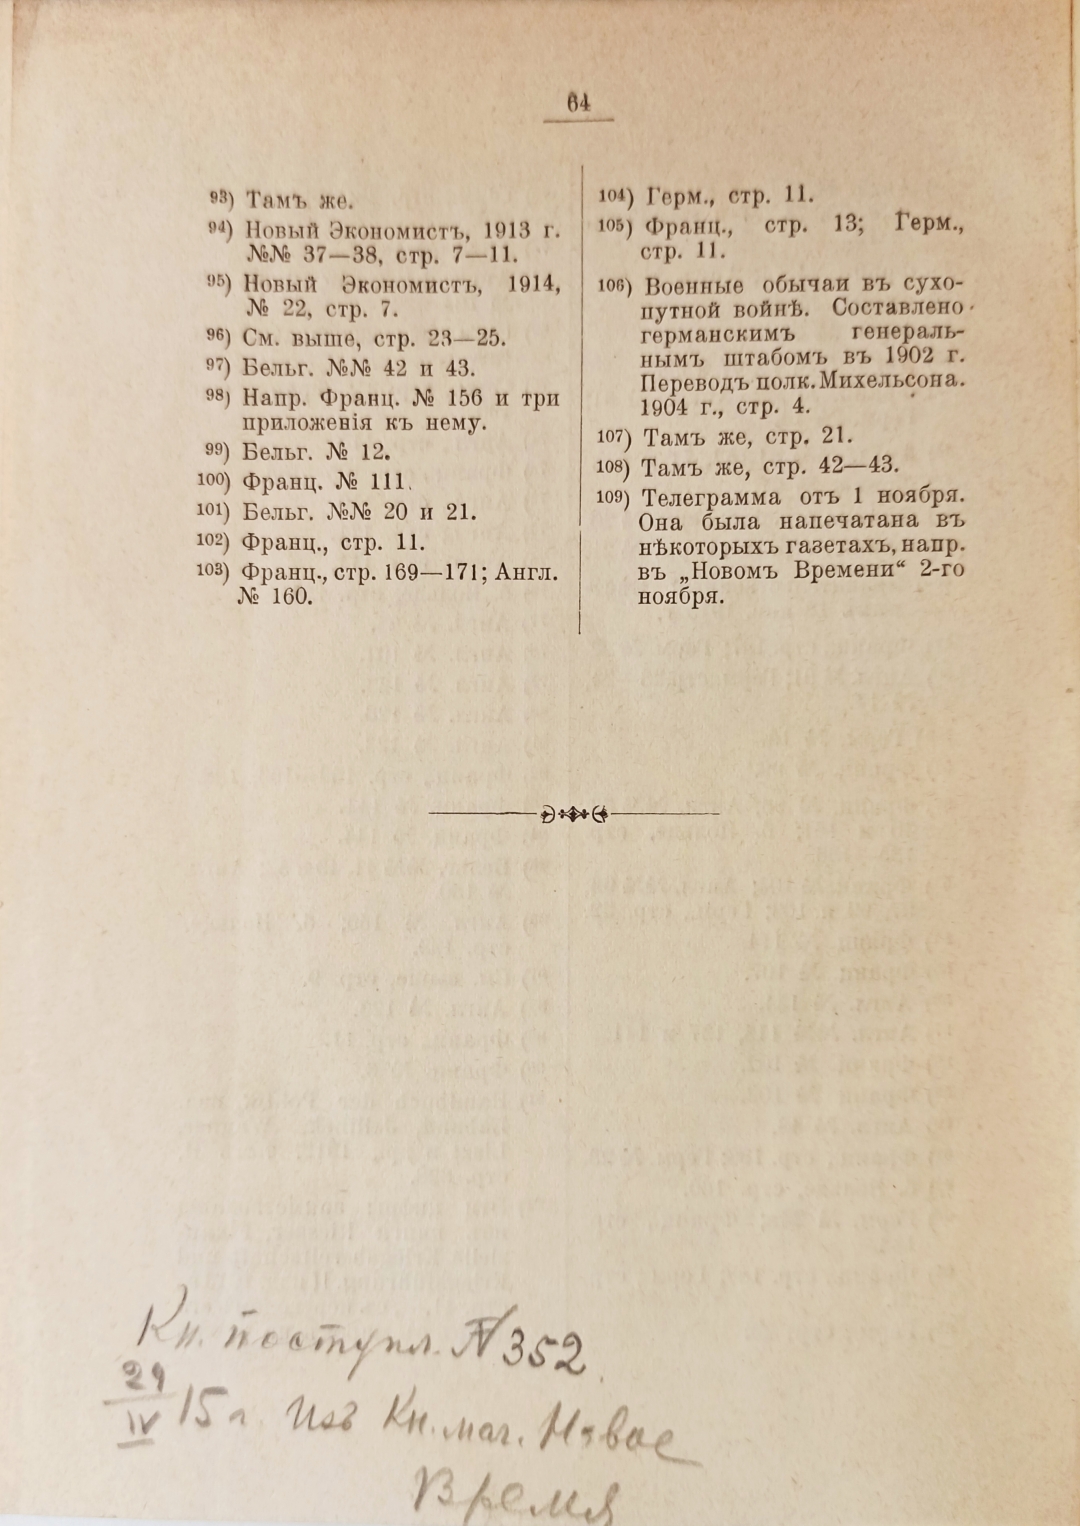 64
93) Тамъ же.
94) Новый Экономистъ, 1913 г.
№№ 37—38, стр. 7—11.
95) Новый Экономистъ, 1914,
№ 22, стр. 7.
96) См. выше, стр. 23—25.
97) Бельг. №№ 42 и 43.
98) Напр. Франц. № 156 и три
приложенія къ нему.
99) Бельг. № 12.
100) Франц. № 111.
101) Бельг. №№ 20 и 21.
102) Франц., стр. 11.
103) Франц., стр. 169—171; Англ.
№ 160.
104) Герм., стр. 11.
105) Франц., стр. 13; Герм.,
стр. 11.
106) Военные обычаи въ сухо-
путной войнѣ. Составлено
германскимъ генераль-
нымъ штабомъ въ 1902 г.
Переводъ полк. Михельсона.
1904 г., стр. 4.
107) Тамъ же, стр. 21.
108) Тамъ же, стр. 42—43.
109) Телеграмма отъ 1 ноября.
Она была напечатана въ
нѣкоторыхъ газетахъ, напр.
въ „Новомъ Времени“ 2-го
ноября.
Кн. поступл. № 352
29/IV 15 г. Изъ Кн. маг. Новое
Время